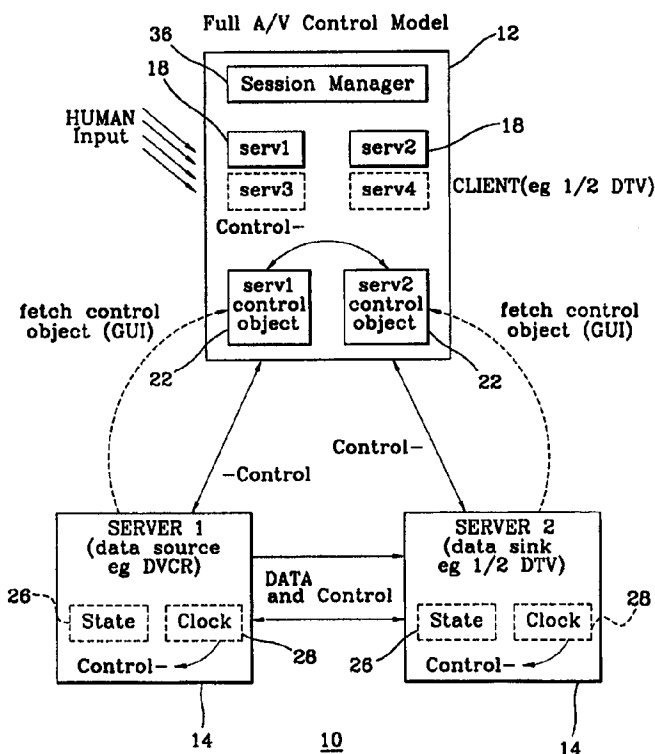 Full A/V Control Model
36
12
Session Manager
18
18
HUMAN
Input
serv1
serv2
serv3
serv4
CLIENT(eg 1/2 DTV)
Control-
serv1
control
object
serv2
control
object
fetch control
object (GUI)
fetch control
object (GUI)
22
22
Control-
-Control
SERVER 1
(data source
eg DVCR)
SERVER 2
(data sink
eg 1/2 DTV)
DATA
and Control
26
State
Clock
28
26
State
Clock
28
Control-
Control-
14
14
10